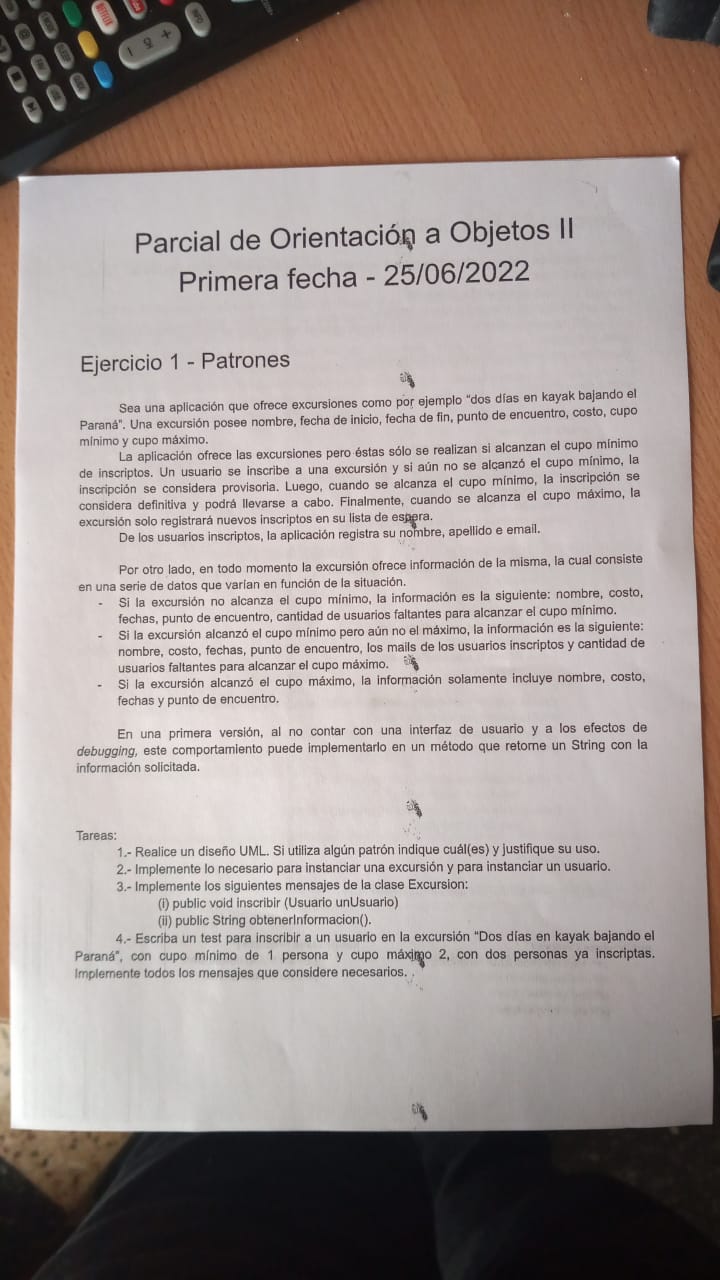 NETFLIX
INFO
Parcial de Orientación a Objetos II
Primera fecha - 25/06/2022
Ejercicio 1 - Patrones
Sea una aplicación que ofrece excursiones como por ejemplo “dos días en kayak bajando el
Paraná”. Una excursión posee nombre, fecha de inicio, fecha de fin, punto de encuentro, costo, cupo
mínimo y cupo máximo.
La aplicación ofrece las excursiones pero éstas sólo se realizan si alcanzan el cupo mínimo
de inscriptos. Un usuario se inscribe a una excursión y si aún no se alcanzó el cupo mínimo, la
inscripción se considera provisoria. Luego, cuando se alcanza el cupo mínimo, la inscripción se
considera definitiva y podrá llevarse a cabo. Finalmente, cuando se alcanza el cupo máximo, la
excursión solo registrará nuevos inscriptos en su lista de espera.
De los usuarios inscriptos, la aplicación registra su nombre, apellido e email.
Por otro lado, en todo momento la excursión ofrece información de la misma, la cual consiste
en una serie de datos que varían en función de la situación.
- Si la excursión no alcanza el cupo mínimo, la información es la siguiente: nombre, costo,
fechas, punto de encuentro, cantidad de usuarios faltantes para alcanzar el cupo mínimo.
- Si la excursión alcanzó el cupo mínimo pero aún no el máximo, la información es la siguiente:
nombre, costo, fechas, punto de encuentro, los mails de los usuarios inscriptos y cantidad de
usuarios faltantes para alcanzar el cupo máximo.
- Si la excursión alcanzó el cupo máximo, la información solamente incluye nombre, costo,
fechas y punto de encuentro.
En una primera versión, al no contar con una interfaz de usuario y a los efectos de
debugging, este comportamiento puede implementarlo en un método que retorne un String con la
información solicitada.
Tareas:
1.- Realice un diseño UML. Si utiliza algún patrón indique cuál(es) y justifique su uso.
2.- Implemente lo necesario para instanciar una excursión y para instanciar un usuario.
3.- Implemente los siguientes mensajes de la clase Excursion:
(i) public void inscribir (Usuario unUsuario)
(ii) public String obtenerInformacion().
4.- Escriba un test para inscribir a un usuario en la excursión “Dos días en kayak bajando el
Paraná”, con cupo mínimo de 1 persona y cupo máximo 2, con dos personas ya inscriptas.
Implemente todos los mensajes que considere necesarios.